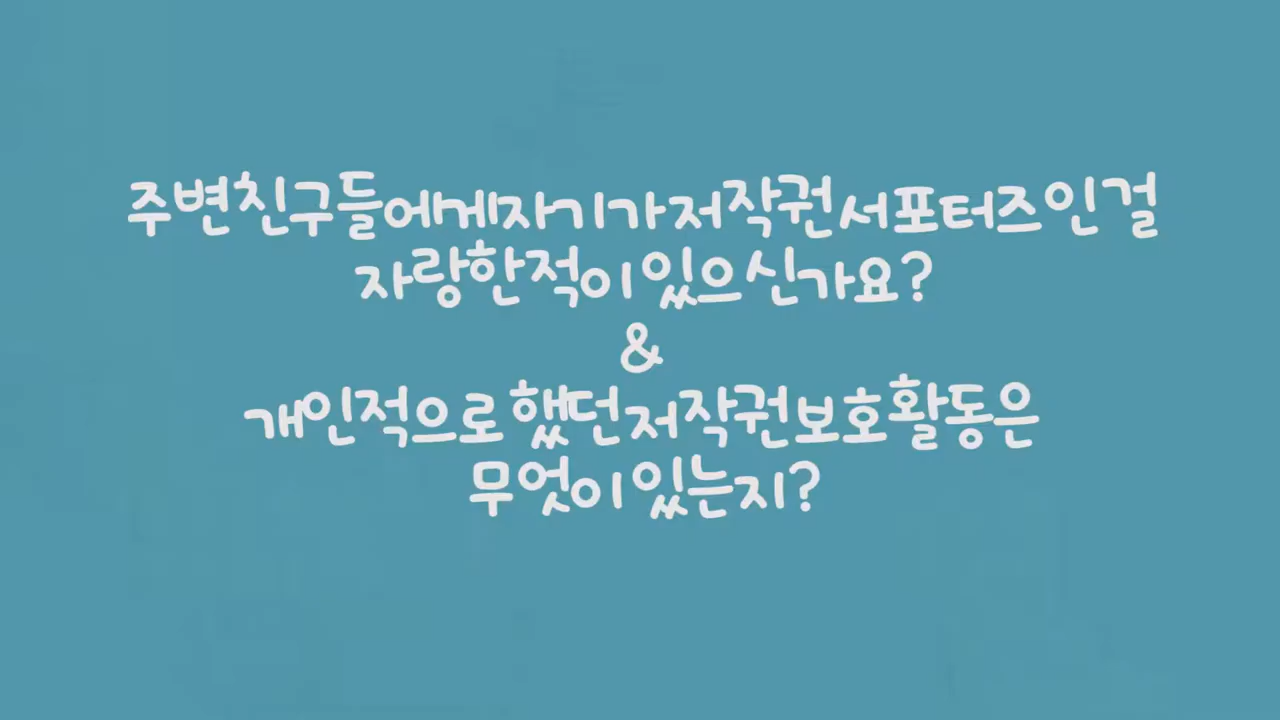 주변 친구들에게 자기가 저작권 서포터즈인 걸
자랑한 적이 있으신가요?
&
개인적으로 했던 저작권 보호 활동은
무엇이 있는지?